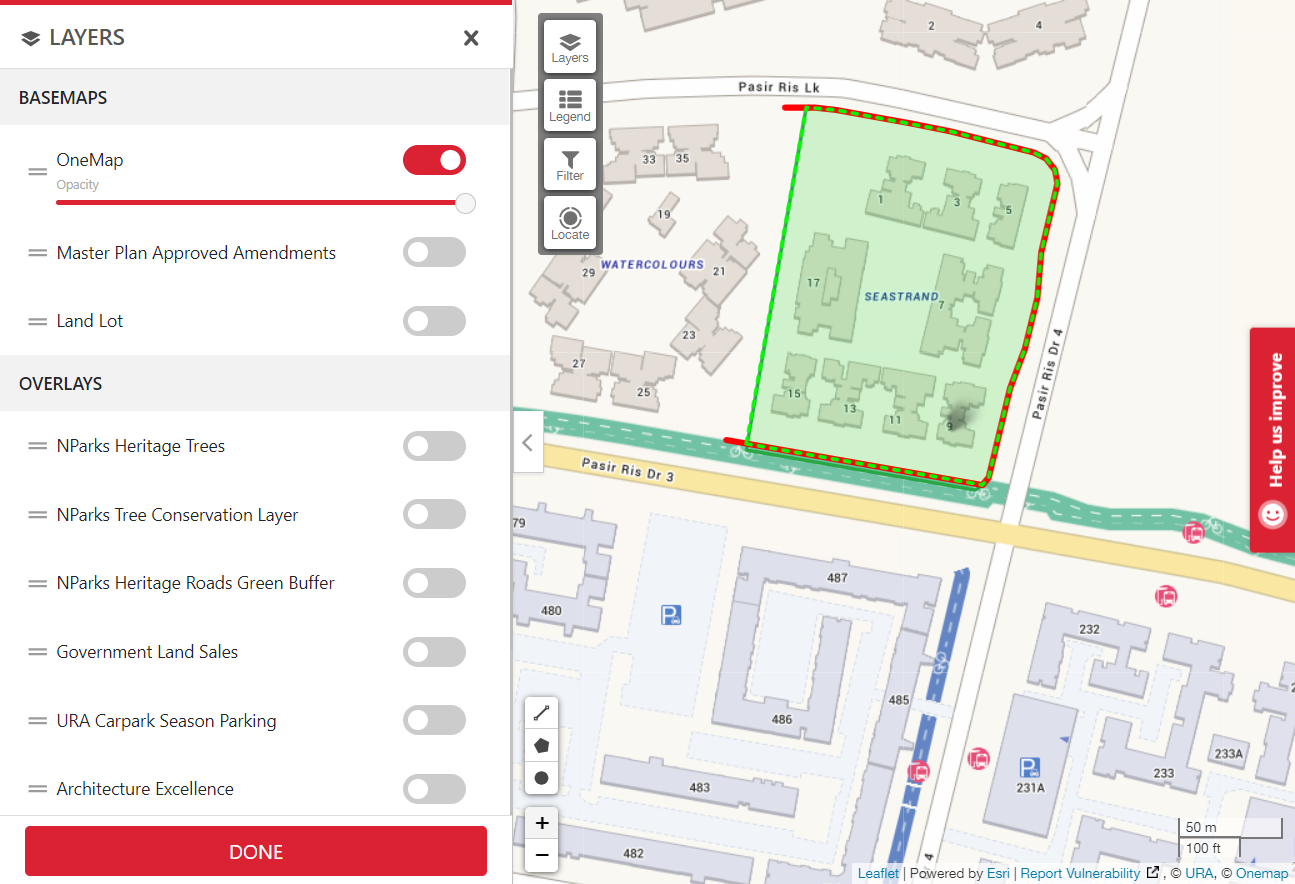 LAYERS
BASEMAPS
OneMap
Opacity
Master Plan Approved Amendments
Land Lot
OVERLAYS
NParks Heritage Trees
NParks Tree Conservation Layer
NParks Heritage Roads Green Buffer
Government Land Sales
URA Carpark Season Parking
Architecture Excellence
DONE
Layers
Legend
Filter
Locate
2
4
Pasir Ris Lk
33
35
19
WATERCOLOURS
29
21
23
27
25
1
3
5
17
SEASTRAND
7
15
13
11
9
Pasir Ris Dr 4
Pasir Ris Dr 3
Help us improve
79
480
P
487
486
485
483
482
232
P
231A
233
233A
4
+
−
50 m
100 ft
Leaflet | Powered by Esri | Report Vulnerability , © URA, © Onemap